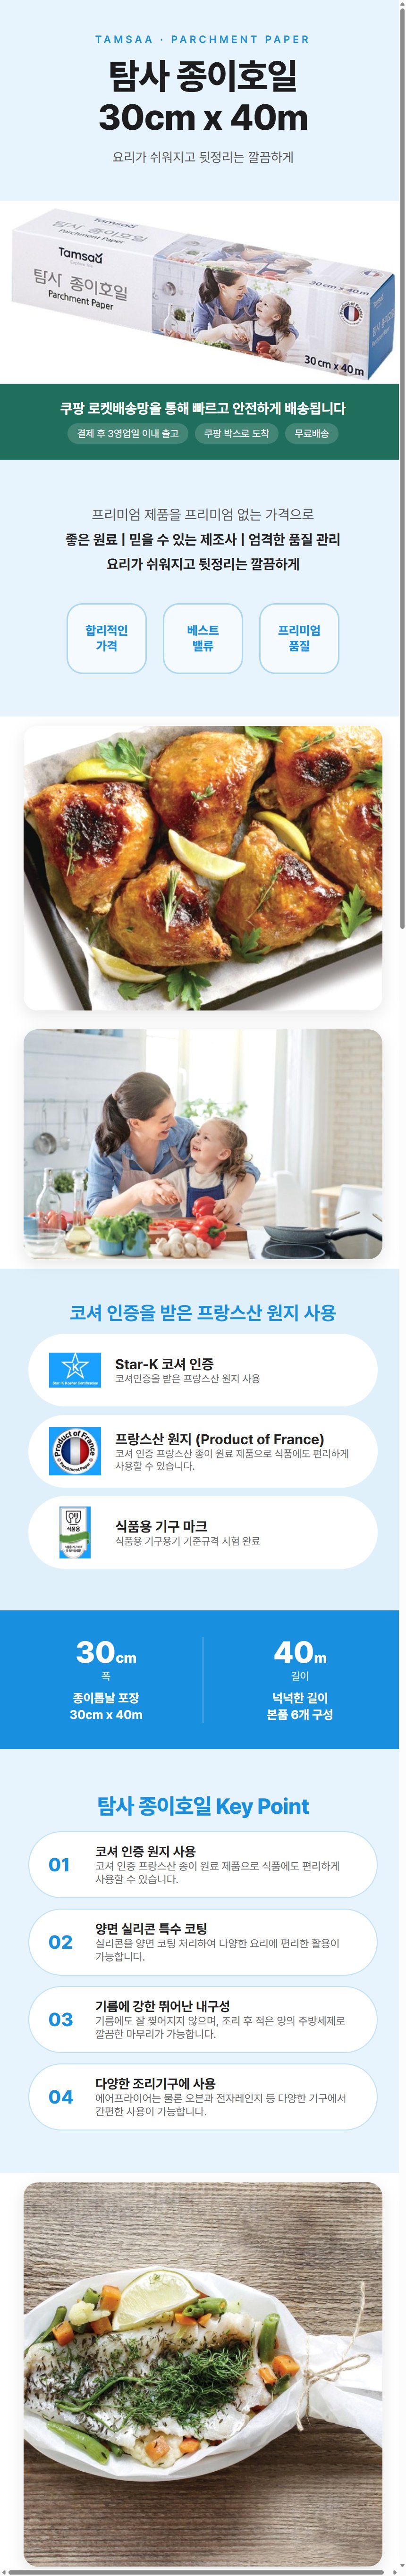 TAMSAA · PARCHMENT PAPER
탐사 종이호일
30cm x 40m
요리가 쉬워지고 뒷정리는 깔끔하게
Tamsaa
탐사 종이호일
Parchment Paper
Tamsaa
탐사 종이호일
Parchment Paper
30cm x 40m
30cm x 40m
쿠팡 로켓배송망을 통해 빠르고 안전하게 배송됩니다
결제 후 3영업일 이내 출고
쿠팡 박스로 도착
무료배송
프리미엄 제품을 프리미엄 없는 가격으로
좋은 원료 | 믿을 수 있는 제조사 | 엄격한 품질 관리
요리가 쉬워지고 뒷정리는 깔끔하게
합리적인
가격
베스트
밸류
프리미엄
품질
코셔 인증을 받은 프랑스산 원지 사용
K
Star-K Kosher Certification
Star-K 코셔 인증
코셔인증을 받은 프랑스산 원지 사용
Product of France
Parchment Paper
프랑스산 원지 (Product of France)
코셔 인증 프랑스산 종이 원료 제품으로 식품에도 편리하게
사용할 수 있습니다.
식품용
식품용 기구 마크
식품용 기구용기 기준규격 시험 완료
30cm
폭
종이톱날 포장
30cm x 40m
40m
길이
넉넉한 길이
본품 6개 구성
탐사 종이호일 Key Point
01
코셔 인증 원지 사용
코셔 인증 프랑스산 종이 원료 제품으로 식품에도 편리하게
사용할 수 있습니다.
02
양면 실리콘 특수 코팅
실리콘을 양면 코팅 처리하여 다양한 요리에 편리한 활용이
가능합니다.
03
기름에 강한 뛰어난 내구성
기름에도 잘 찢어지지 않으며, 조리 후 적은 양의 주방세제로
깔끔한 마무리가 가능합니다.
04
다양한 조리기구에 사용
에어프라이어는 물론 오븐과 전자레인지 등 다양한 기구에서
간편한 사용이 가능합니다.